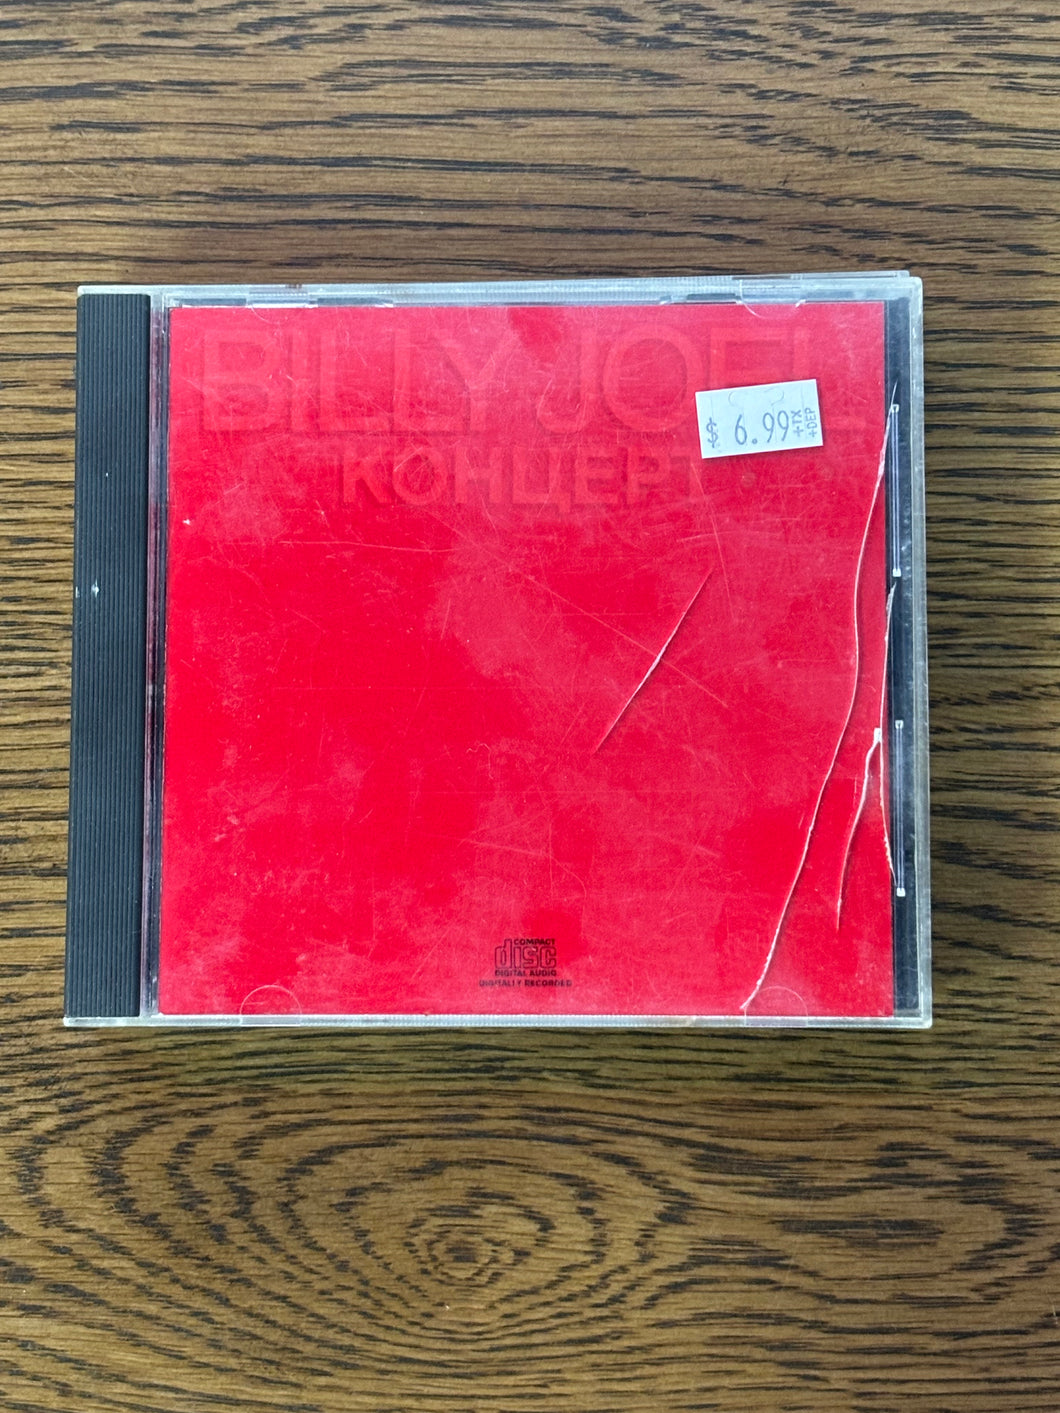 BILLY JOEL
КОНЦЕРТ
$ 6.99 +TX +DEP
COMPACT
disc
DIGITAL AUDIO
DIGITALLY RECORDED